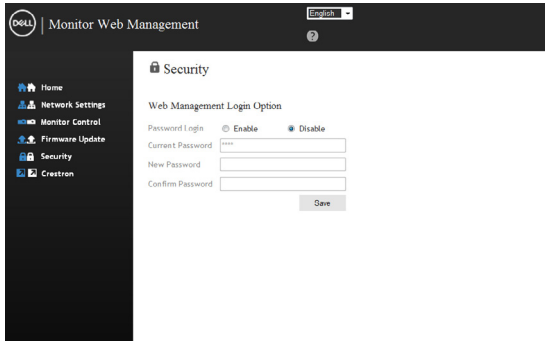 DELL | Monitor Web Management
English
?
Security
Home
Network Settings
Monitor Control
Firmware Update
Security
Crestron
Web Management Login Option
Password Login Enable Disable
Current Password ****
New Password
Confirm Password
Save